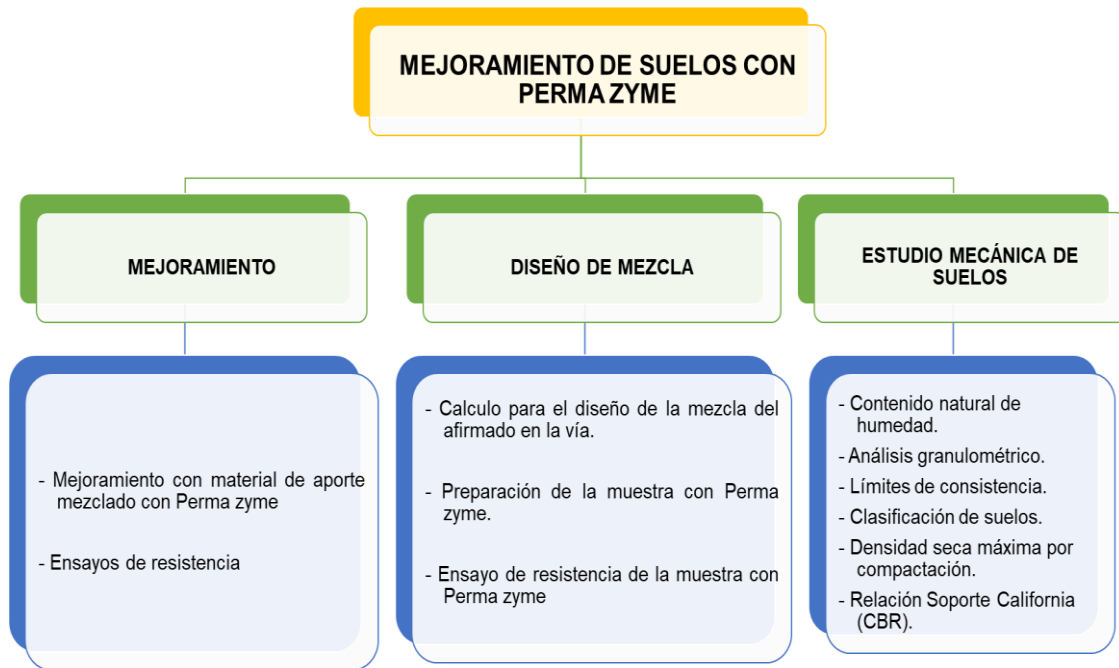 MEJORAMIENTO DE SUELOS CON
PERMA ZYME
MEJORAMIENTO
- Mejoramiento con material de aporte
mezclado con Perma zyme
- Ensayos de resistencia
DISEÑO DE MEZCLA
- Calculo para el diseño de la mezcla del
afirmado en la vía.
- Preparación de la muestra con Perma
zyme.
- Ensayo de resistencia de la muestra con
Perma zyme
ESTUDIO MECÁNICA DE
SUELOS
- Contenido natural de
humedad.
- Análisis granulométrico.
- Límites de consistencia.
- Clasificación de suelos.
- Densidad seca máxima por
compactación.
- Relación Soporte California
(CBR).